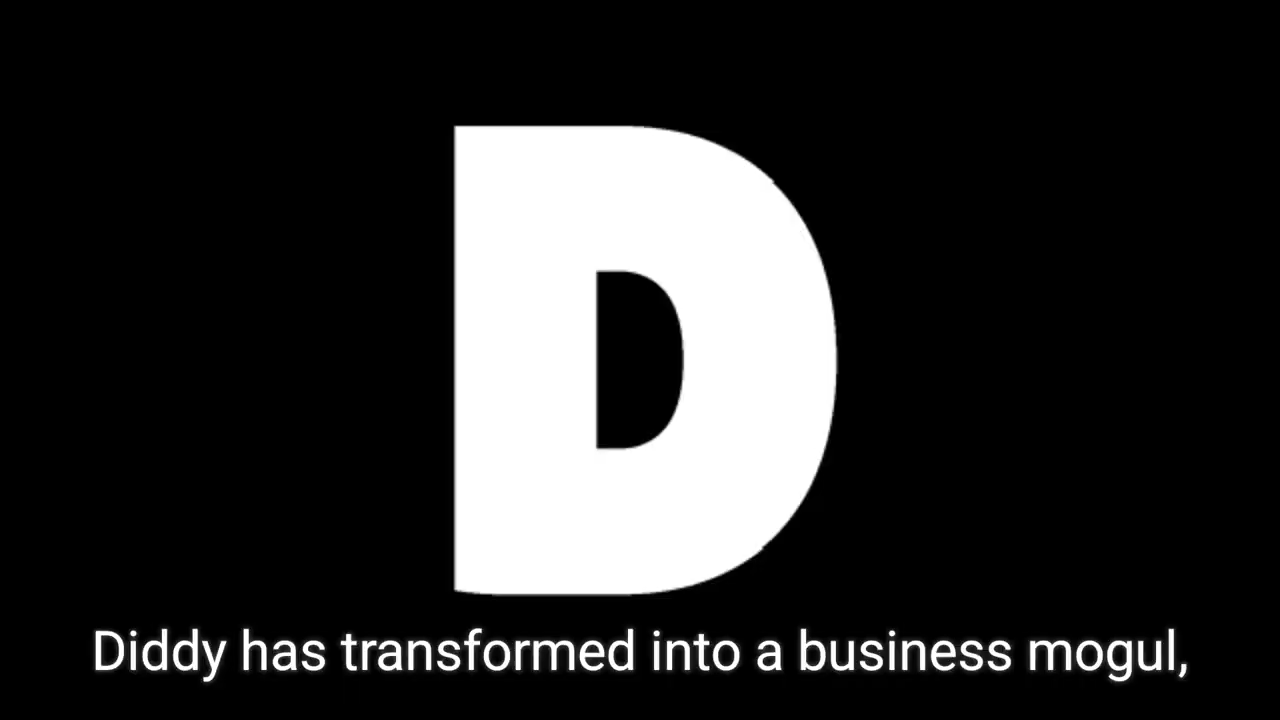 D
Diddy has transformed into a business mogul,